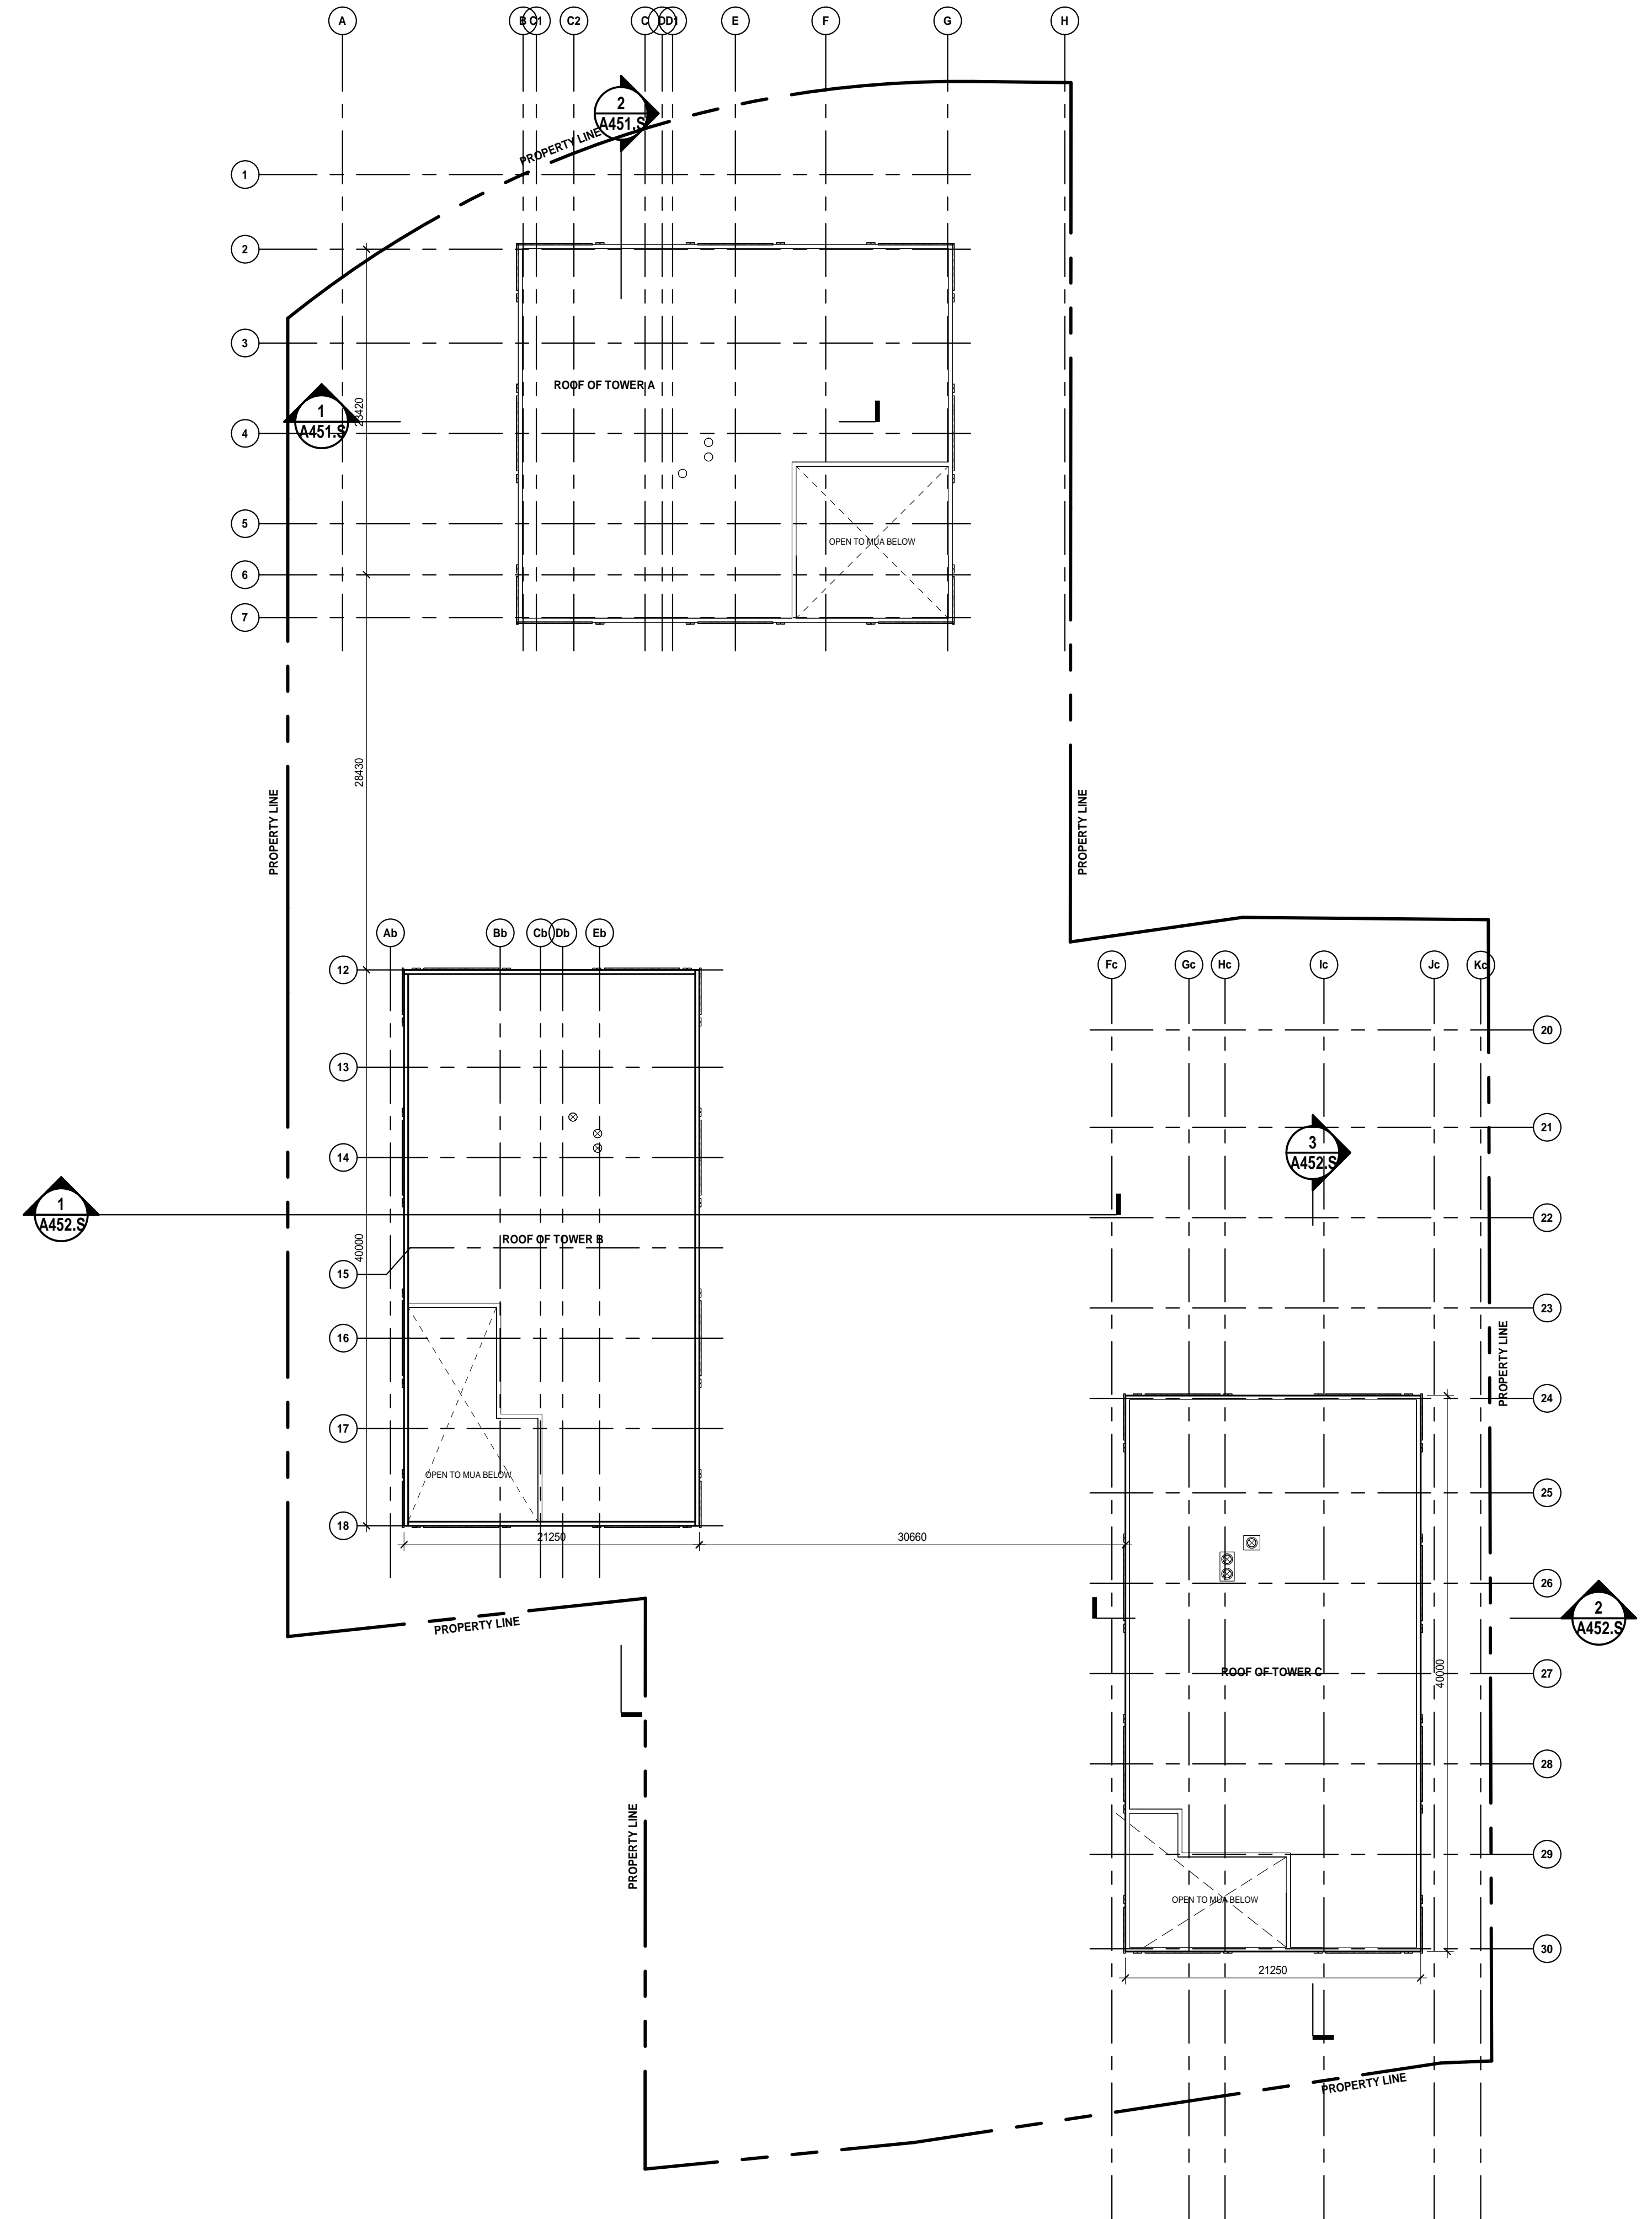 A
B
C1
C2
C
D
D1
E
F
G
H
2
A451.S
PROPERTY LINE
1
2
3
ROOF OF TOWER A
1
A451.S
23420
4
5
OPEN TO MUA BELOW
6
7
28430
PROPERTY LINE
PROPERTY LINE
Ab
Bb
Cb
Db
Eb
12
Fc
Gc
Hc
Ic
Jc
Kc
20
13
21
3
A452.S
14
1
A452.S
22
ROOF OF TOWER B
40000
15
23
16
PROPERTY LINE
24
17
OPEN TO MUA BELOW
25
18
21250
30660
26
2
A452.S
PROPERTY LINE
ROOF OF TOWER C
40000
27
28
PROPERTY LINE
29
OPEN TO MUA BELOW
30
21250
PROPERTY LINE